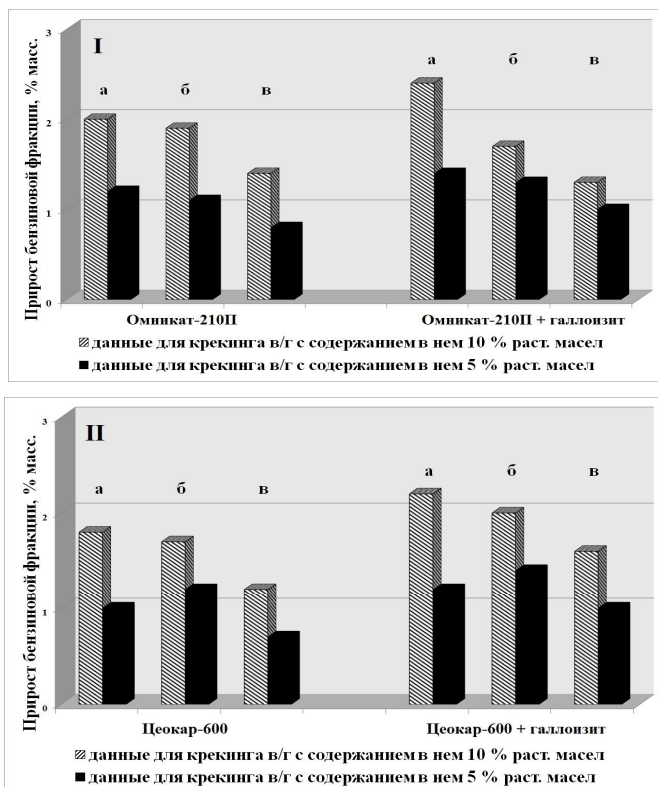 Прирост бензиновой фракции, % масс.
3
2
1
0
I
а б в
а б в
Омникат-210П
Омникат-210П + галлоизит
данные для крекинга в/г с содержанием в нем 10 % раст. масел
данные для крекинга в/г с содержанием в нем 5 % раст. масел
Прирост бензиновой фракции, % масс.
3
2
1
0
II
а б в
а б в
Цеокар-600
Цеокар-600 + галлоизит
данные для крекинга в/г с содержанием в нем 10 % раст. масел
данные для крекинга в/г с содержанием в нем 5 % раст. масел